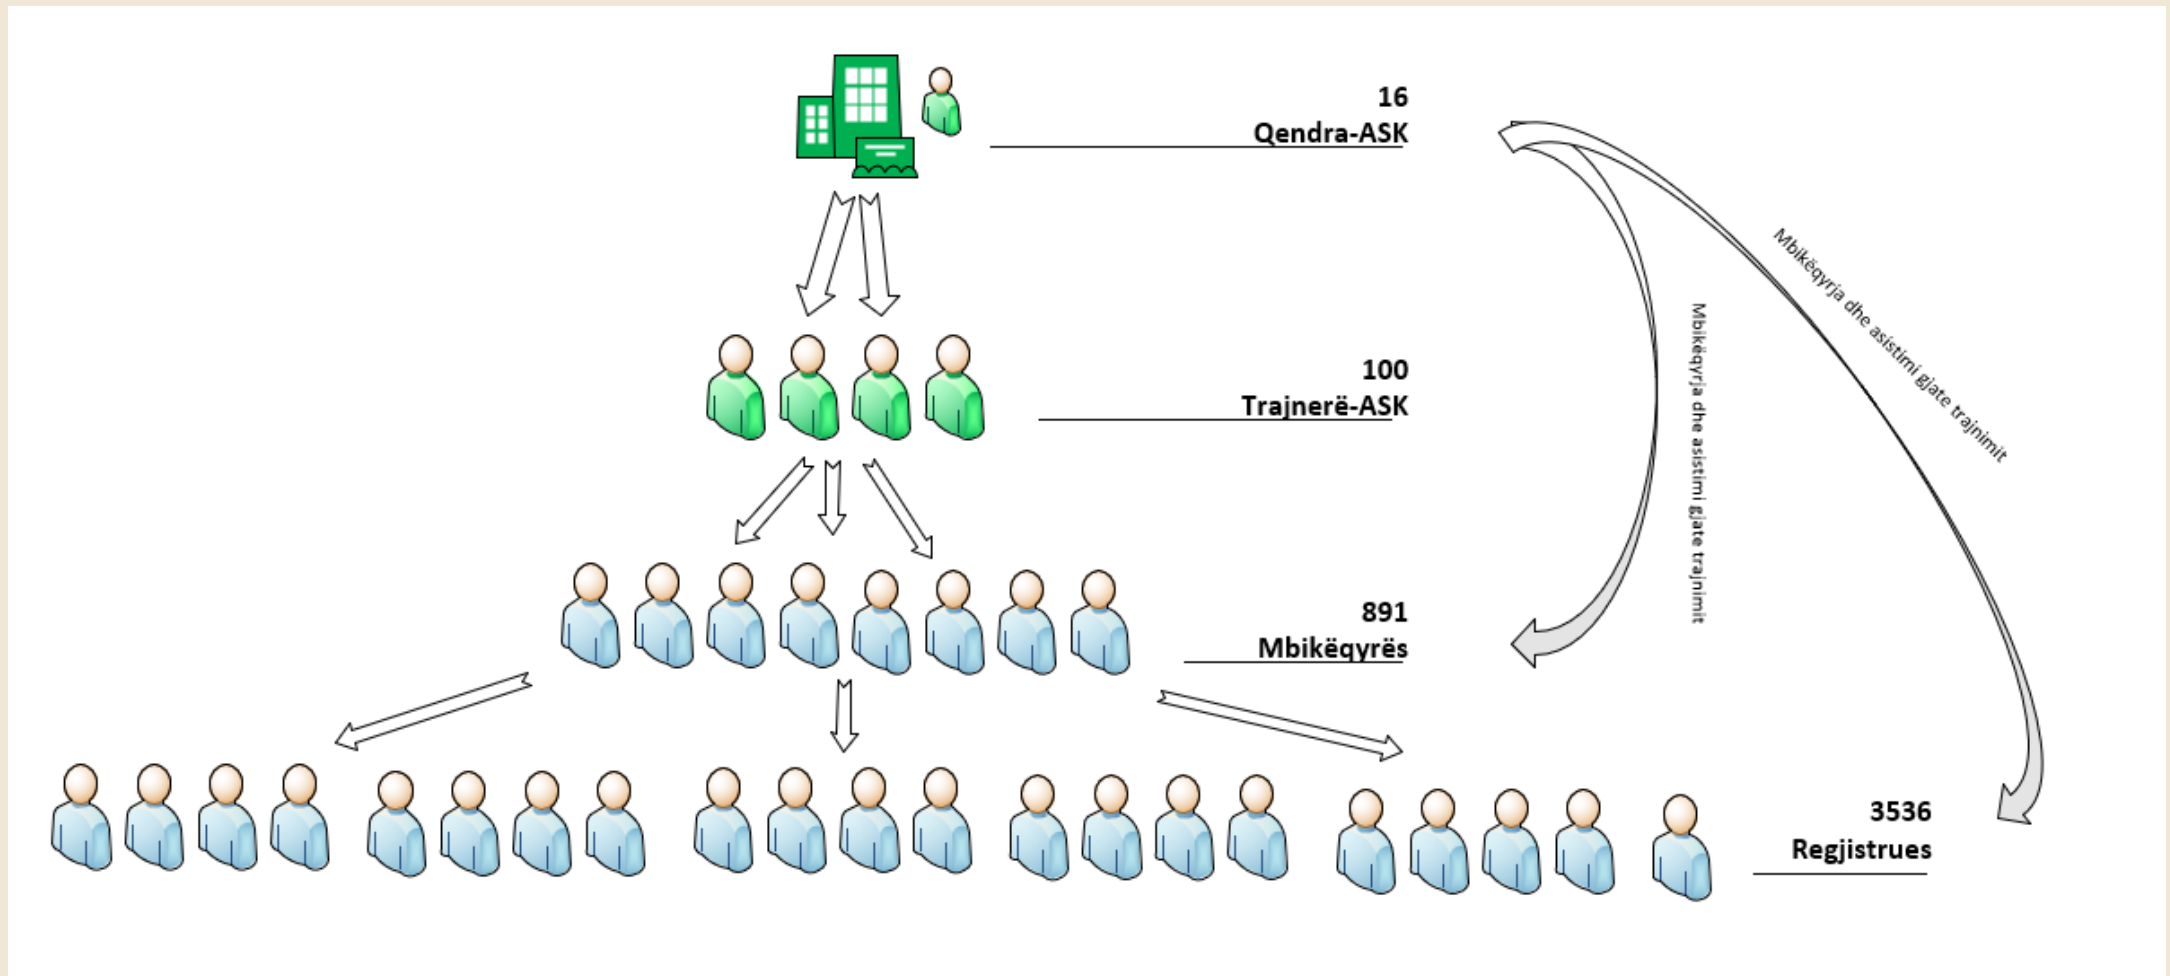 16
Qendra-ASK
100
Trajnerë-ASK
891
Mbikëqyrës
3536
Regjistrues
Mbikëqyrja dhe asistimi gjate trajnimit
Mbikëqyrja dhe asistimi gjate trajnimit